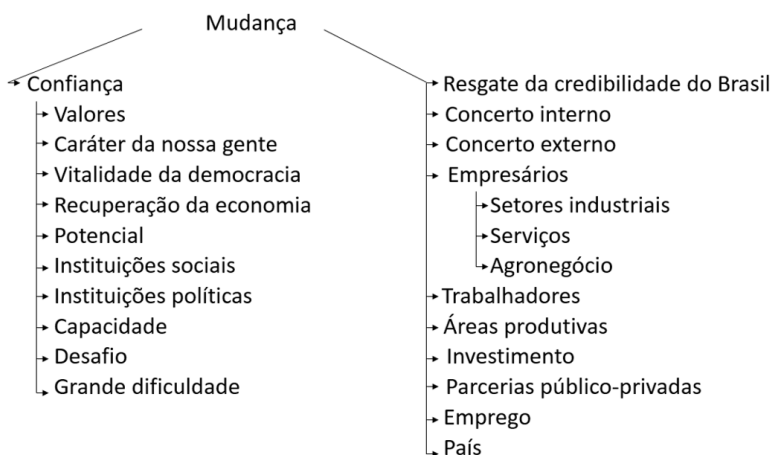 Mudança
Confiança
Valores
Caráter da nossa gente
Vitalidade da democracia
Recuperação da economia
Potencial
Instituições sociais
Instituições políticas
Capacidade
Desafio
Grande dificuldade
Resgate da credibilidade do Brasil
Concerto interno
Concerto externo
Empresários
Setores industriais
Serviços
Agronegócio
Trabalhadores
Áreas produtivas
Investimento
Parcerias público-privadas
Emprego
País